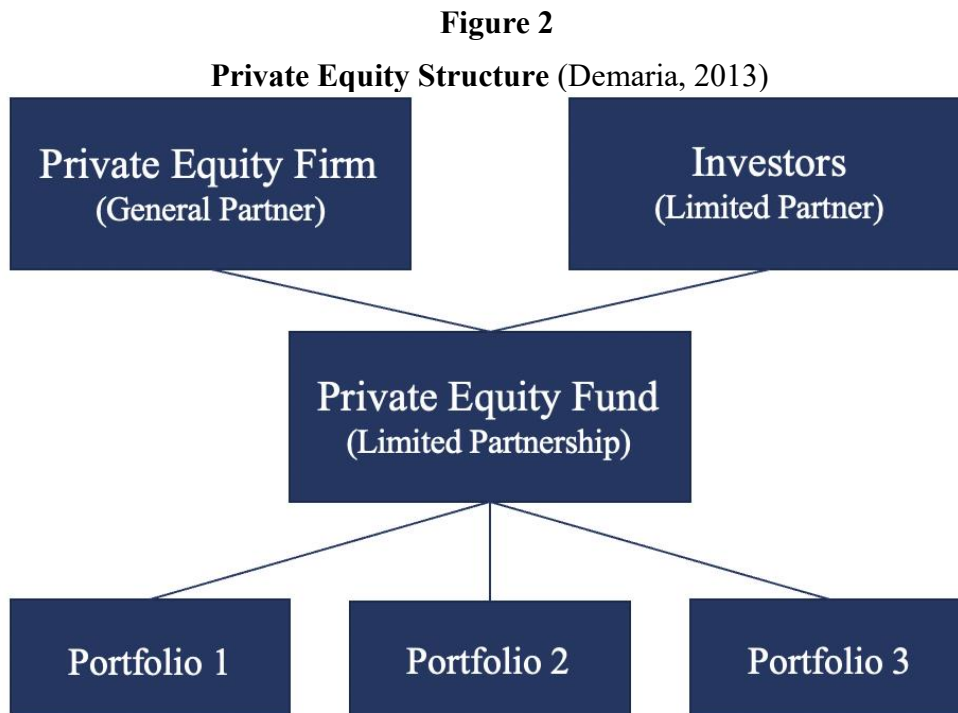 Figure 2
Private Equity Structure (Demaria, 2013)
Private Equity Firm
(General Partner)
Investors
(Limited Partner)
Private Equity Fund
(Limited Partnership)
Portfolio 1
Portfolio 2
Portfolio 3